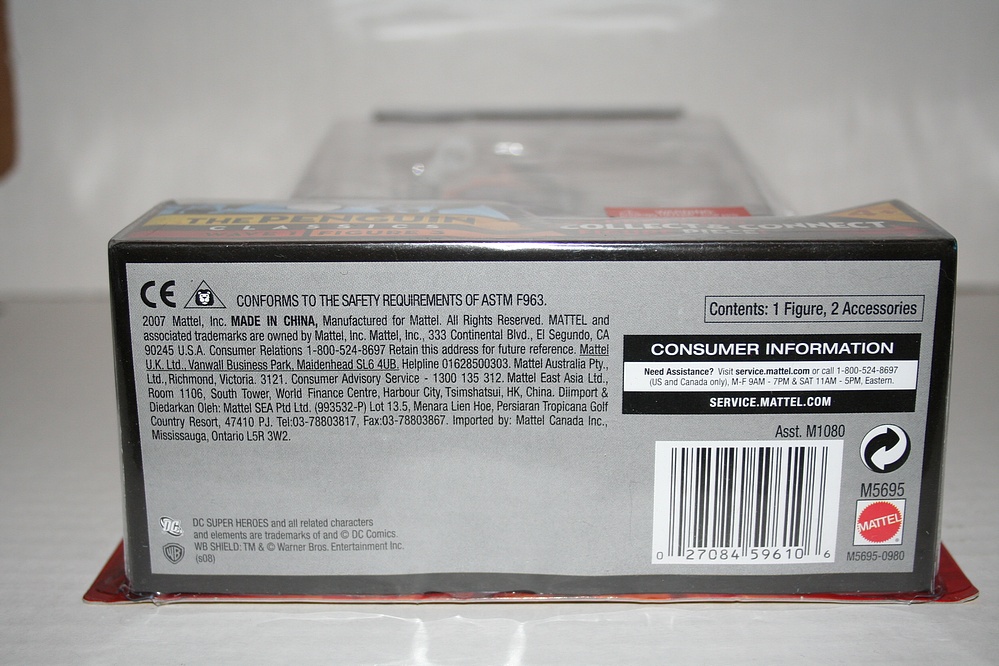 THE PENGUIN
CLASSICS
COLLECT & CONNECT
CE
CONFORMS TO THE SAFETY REQUIREMENTS OF ASTM F963.
2007 Mattel, Inc. MADE IN CHINA, Manufactured for Mattel. All Rights Reserved. MATTEL and
associated trademarks are owned by Mattel, Inc. Mattel, Inc., 333 Continental Blvd., El Segundo, CA
90245 U.S.A. Consumer Relations 1-800-524-8697 Retain this address for future reference. Mattel
U.K. Ltd., Vanwall Business Park, Maidenhead SL6 4UB. Helpline 01628500303. Mattel Australia Pty.,
Ltd., Richmond, Victoria. 3121. Consumer Advisory Service - 1300 135 312. Mattel East Asia Ltd.,
Room 1106, South Tower, World Finance Centre, Harbour City, Tsimshatsui, HK, China. Diimport &
Diedarkan Oleh: Mattel SEA Ptd Ltd. (993532-P) Lot 13.5, Menara Lien Hoe, Persiaran Tropicana Golf
Country Resort, 47410 PJ. Tel:03-78803817, Fax:03-78803867. Imported by: Mattel Canada Inc.,
Mississauga, Ontario L5R 3W2.
DC
DC SUPER HEROES and all related characters
and elements are trademarks of and © DC Comics.
WB SHIELD: TM & © Warner Bros. Entertainment Inc.
(s08)
Contents: 1 Figure, 2 Accessories
CONSUMER INFORMATION
Need Assistance? Visit service.mattel.com or call 1-800-524-8697
(US and Canada only), M-F 9AM - 7PM & SAT 11AM - 5PM, Eastern.
SERVICE.MATTEL.COM
Asst. M1080
0 27084 59610 6
M5695
MATTEL
M5695-0980